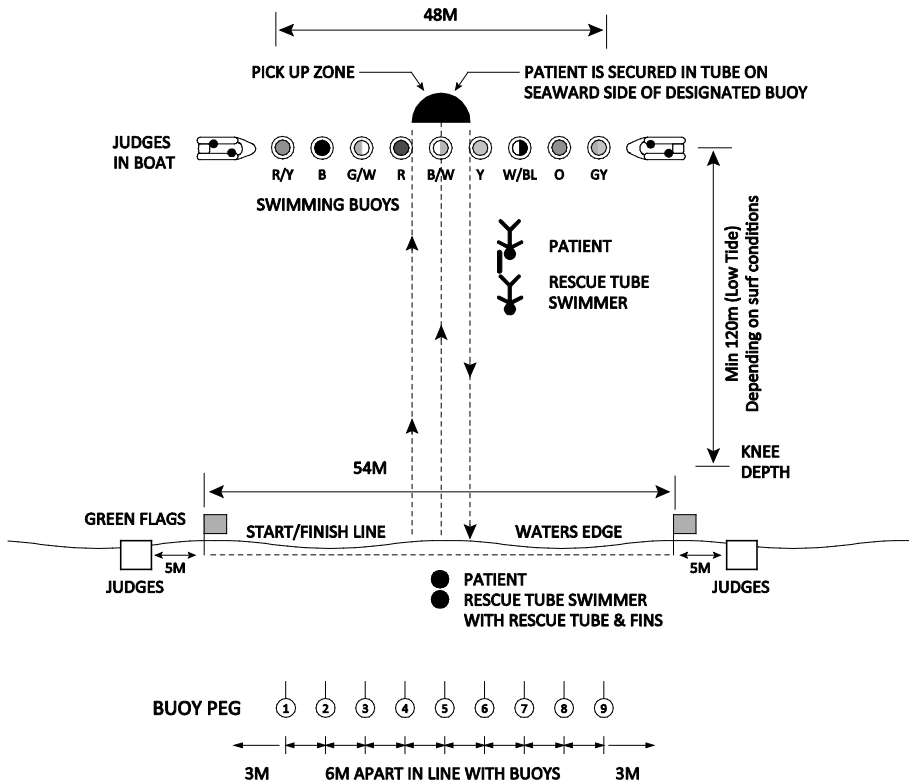 48M
PICK UP ZONE
PATIENT IS SECURED IN TUBE ON
SEAWARD SIDE OF DESIGNATED BUOY
JUDGES
IN BOAT
R/Y B G/W R B/W Y W/BL O GY
SWIMMING BUOYS
PATIENT
RESCUE TUBE
SWIMMER
Min 120m (Low Tide)
Depending on surf conditions
KNEE
DEPTH
54M
GREEN FLAGS
START/FINISH LINE
WATERS EDGE
5M
5M
JUDGES
JUDGES
PATIENT
RESCUE TUBE SWIMMER
WITH RESCUE TUBE & FINS
BUOY PEG
1 2 3 4 5 6 7 8 9
3M
6M APART IN LINE WITH BUOYS
3M